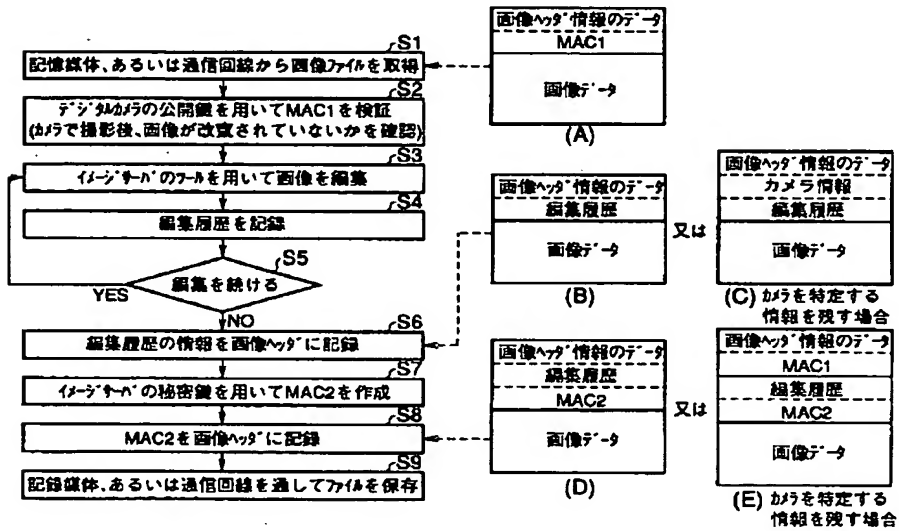 S1
記憶媒体、あるいは通信回線から画像ファイルを取得
S2
デジタルカメラの公開鍵を用いてMAC1を検証
(カメラで撮影後、画像が改竄されていないかを確認)
S3
イメージサーバのツールを用いて画像を編集
S4
編集履歴を記録
S5
編集を続ける
YES
NO
S6
編集履歴の情報を画像ヘッダに記録
S7
イメージサーバの秘密鍵を用いてMAC2を作成
S8
MAC2を画像ヘッダに記録
S9
記録媒体、あるいは通信回線を通してファイルを保存
画像ヘッダ情報のデータ
MAC1
画像データ
(A)
画像ヘッダ情報のデータ
編集履歴
画像データ
(B)
又は
画像ヘッダ情報のデータ
カメラ情報
編集履歴
画像データ
(C) カメラを特定する
情報を残す場合
画像ヘッダ情報のデータ
編集履歴
MAC2
画像データ
(D)
又は
画像ヘッダ情報のデータ
MAC1
編集履歴
MAC2
画像データ
(E) カメラを特定する
情報を残す場合